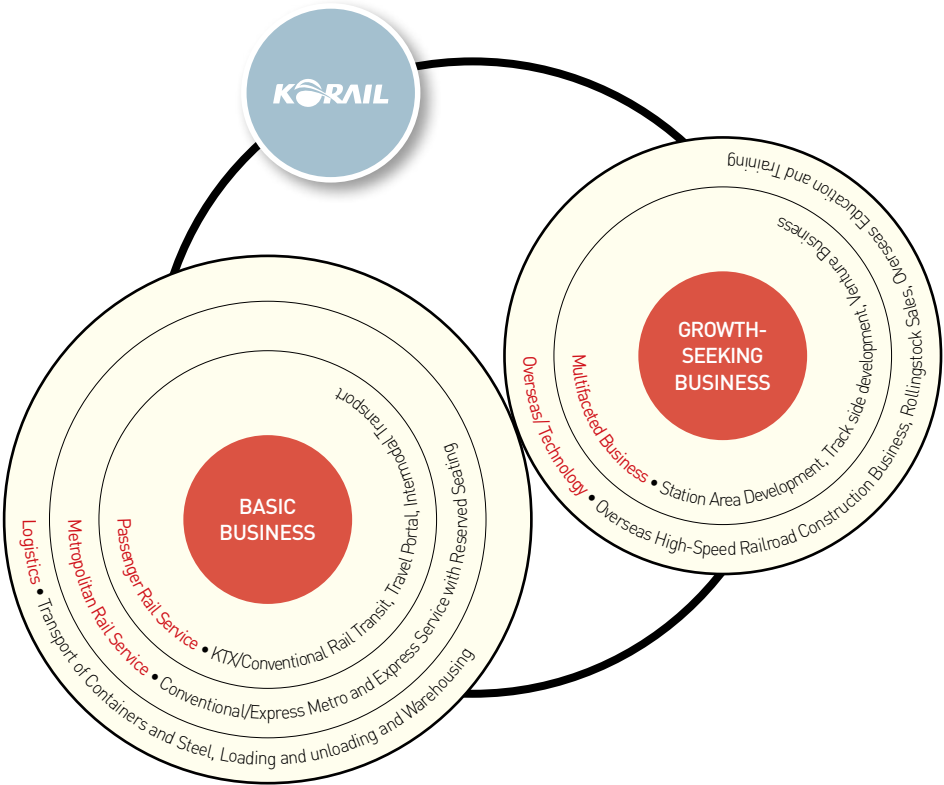 KORAIL
BASIC
BUSINESS
Passenger Rail Service • KTX/Conventional Rail Transit, Travel Portal, Intermodal Transport
Metropolitan Rail Service • Conventional/Express Metro and Express Service with Reserved Seating
Logistics • Transport of Containers and Steel, Loading and unloading and Warehousing
GROWTH-
SEEKING
BUSINESS
Multifaceted Business • Station Area Development, Track side development, Venture Business
Overseas/Technology • Overseas High-Speed Railroad Construction Business, Rollingstock Sales, Overseas Education and Training